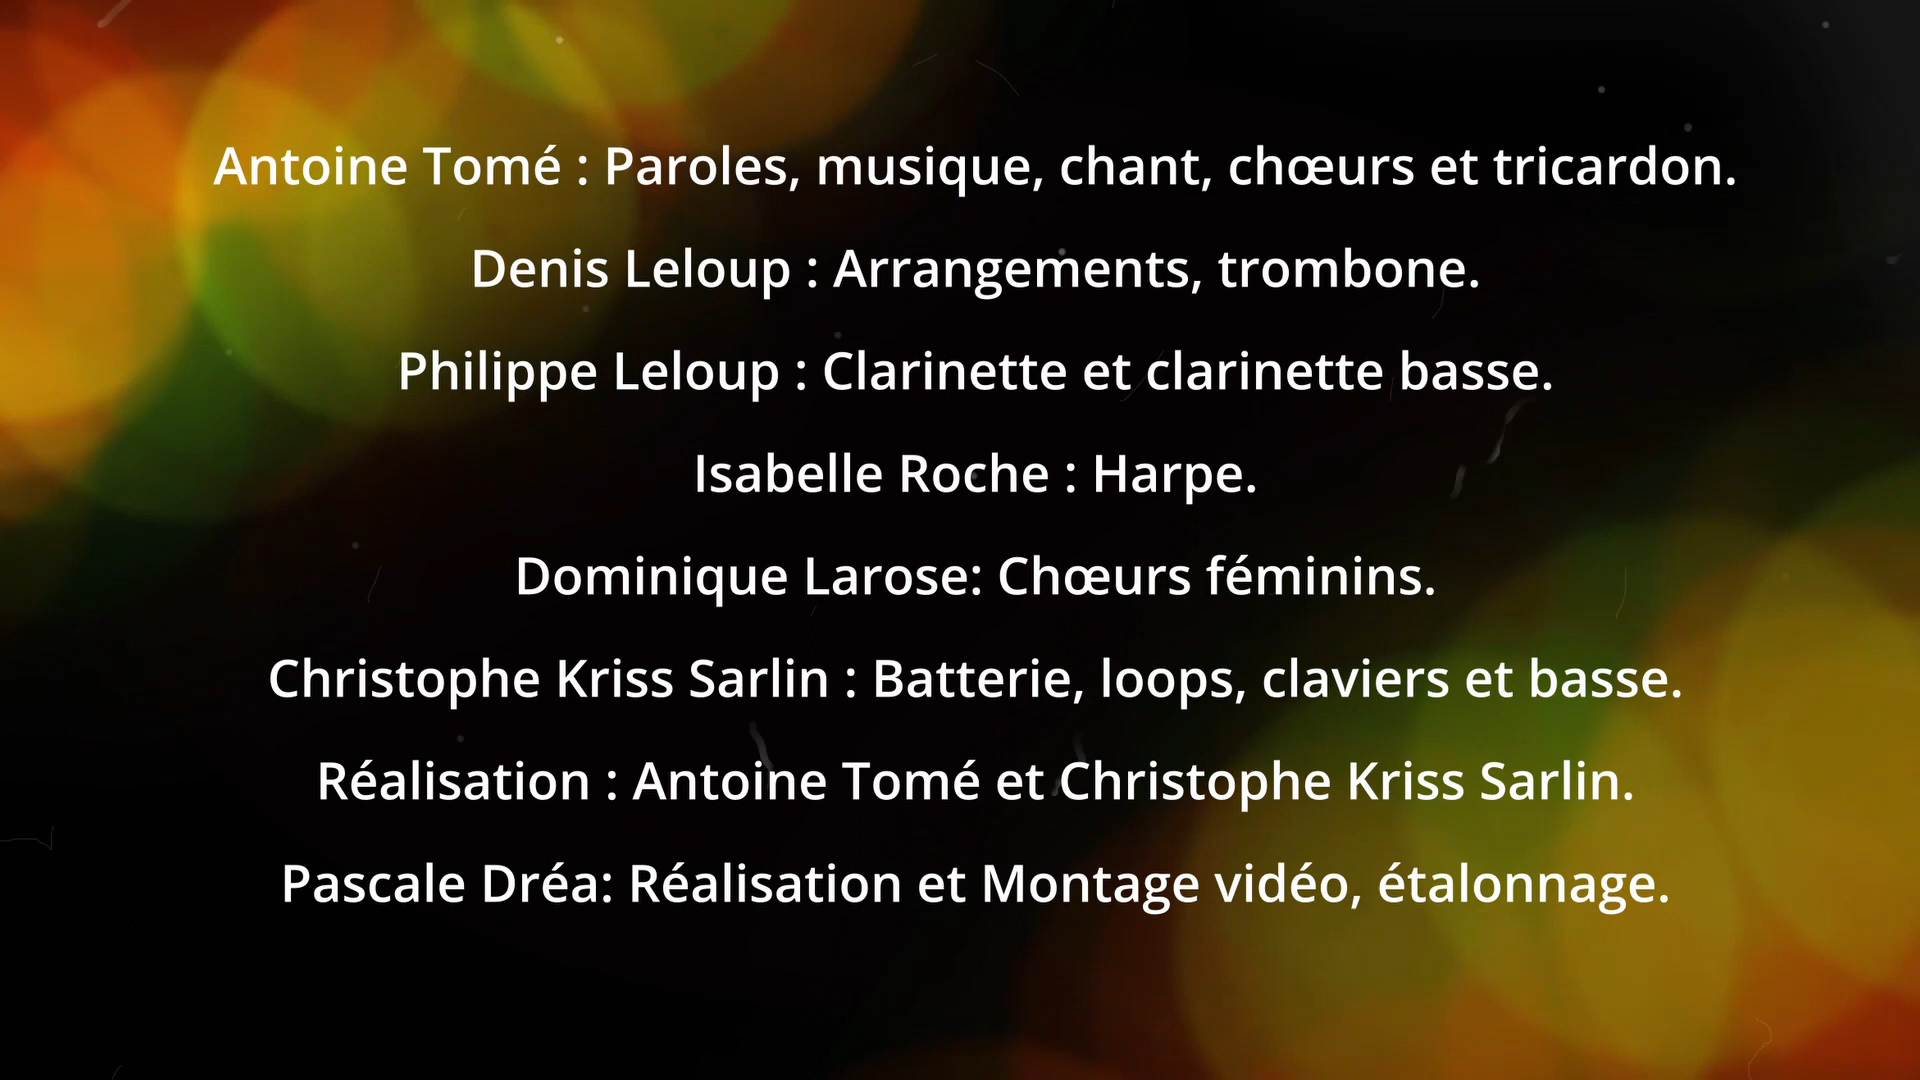 Antoine Tomé : Paroles, musique, chant, chœurs et tricardon.
Denis Leloup : Arrangements, trombone.
Philippe Leloup : Clarinette et clarinette basse.
Isabelle Roche : Harpe.
Dominique Larose: Chœurs féminins.
Christophe Kriss Sarlin : Batterie, loops, claviers et basse.
Réalisation : Antoine Tomé et Christophe Kriss Sarlin.
Pascale Dréa: Réalisation et Montage vidéo, étalonnage.